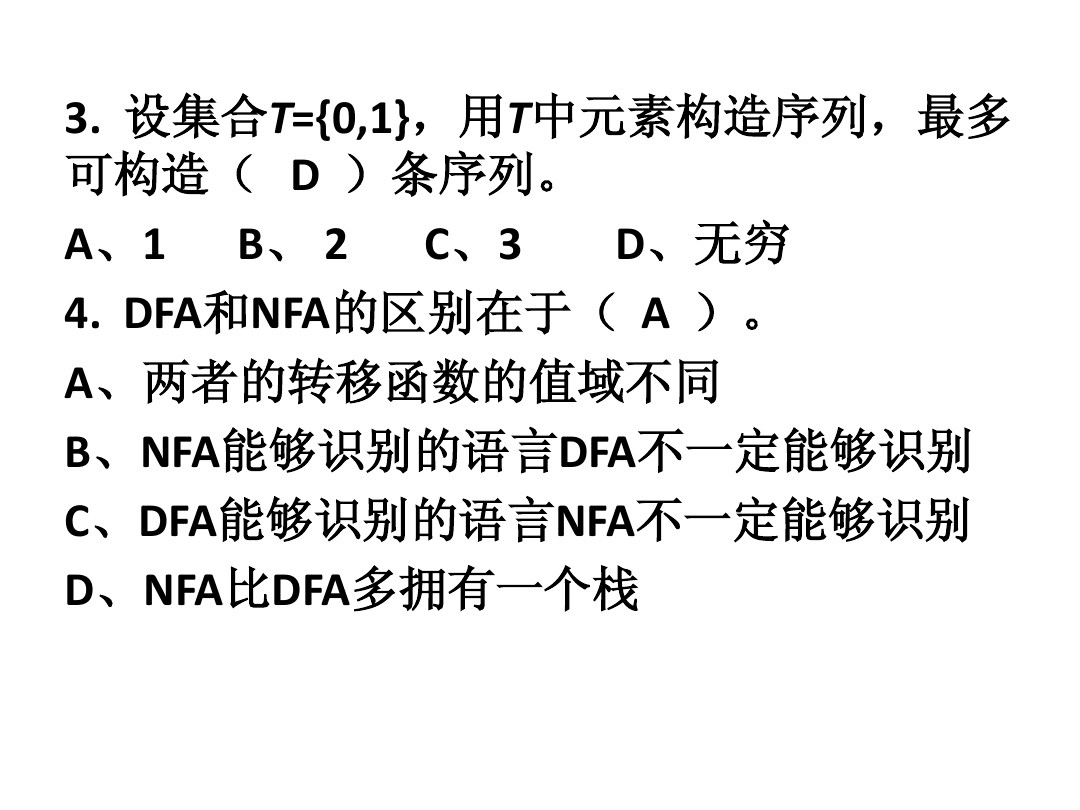 3. 设集合T={0,1}，用T中元素构造序列，最多
可构造（ D ）条序列。
A、1 B、 2 C、3 D、无穷
4. DFA和NFA的区别在于（ A ）。
A、两者的转移函数的值域不同
B、NFA能够识别的语言DFA不一定能够识别
C、DFA能够识别的语言NFA不一定能够识别
D、NFA比DFA多拥有一个栈